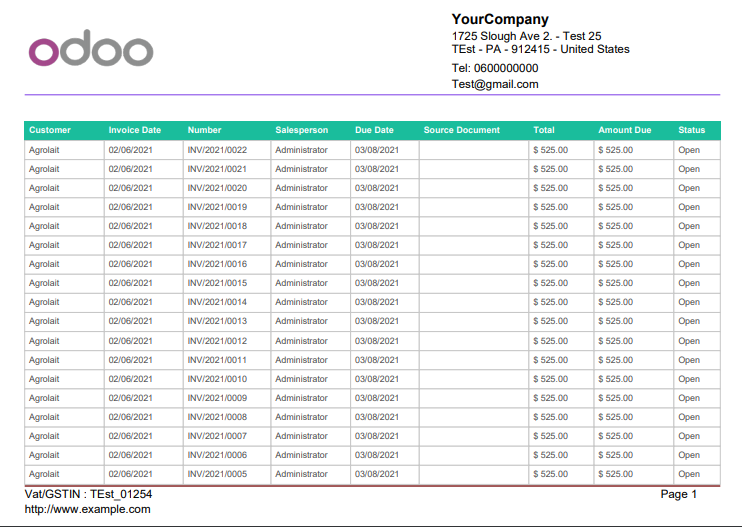 odoo
YourCompany
1725 Slough Ave 2. - Test 25
TEst - PA - 912415 - United States
Tel: 0600000000
Test@gmail.com
Customer Invoice Date Number Salesperson Due Date Source Document Total Amount Due Status
Agrolait 02/06/2021 INV/2021/0022 Administrator 03/08/2021 $ 525.00 $ 525.00 Open
Agrolait 02/06/2021 INV/2021/0021 Administrator 03/08/2021 $ 525.00 $ 525.00 Open
Agrolait 02/06/2021 INV/2021/0020 Administrator 03/08/2021 $ 525.00 $ 525.00 Open
Agrolait 02/06/2021 INV/2021/0019 Administrator 03/08/2021 $ 525.00 $ 525.00 Open
Agrolait 02/06/2021 INV/2021/0018 Administrator 03/08/2021 $ 525.00 $ 525.00 Open
Agrolait 02/06/2021 INV/2021/0017 Administrator 03/08/2021 $ 525.00 $ 525.00 Open
Agrolait 02/06/2021 INV/2021/0016 Administrator 03/08/2021 $ 525.00 $ 525.00 Open
Agrolait 02/06/2021 INV/2021/0015 Administrator 03/08/2021 $ 525.00 $ 525.00 Open
Agrolait 02/06/2021 INV/2021/0014 Administrator 03/08/2021 $ 525.00 $ 525.00 Open
Agrolait 02/06/2021 INV/2021/0013 Administrator 03/08/2021 $ 525.00 $ 525.00 Open
Agrolait 02/06/2021 INV/2021/0012 Administrator 03/08/2021 $ 525.00 $ 525.00 Open
Agrolait 02/06/2021 INV/2021/0011 Administrator 03/08/2021 $ 525.00 $ 525.00 Open
Agrolait 02/06/2021 INV/2021/0010 Administrator 03/08/2021 $ 525.00 $ 525.00 Open
Agrolait 02/06/2021 INV/2021/0009 Administrator 03/08/2021 $ 525.00 $ 525.00 Open
Agrolait 02/06/2021 INV/2021/0008 Administrator 03/08/2021 $ 525.00 $ 525.00 Open
Agrolait 02/06/2021 INV/2021/0007 Administrator 03/08/2021 $ 525.00 $ 525.00 Open
Agrolait 02/06/2021 INV/2021/0006 Administrator 03/08/2021 $ 525.00 $ 525.00 Open
Agrolait 02/06/2021 INV/2021/0005 Administrator 03/08/2021 $ 525.00 $ 525.00 Open
Vat/GSTIN : TEst_01254 Page 1
http://www.example.com